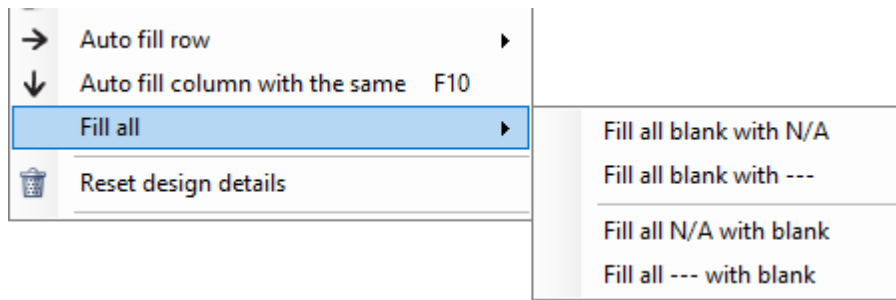 Auto fill row
Auto fill column with the same F10
Fill all
Reset design details
Fill all blank with N/A
Fill all blank with ---
Fill all N/A with blank
Fill all --- with blank